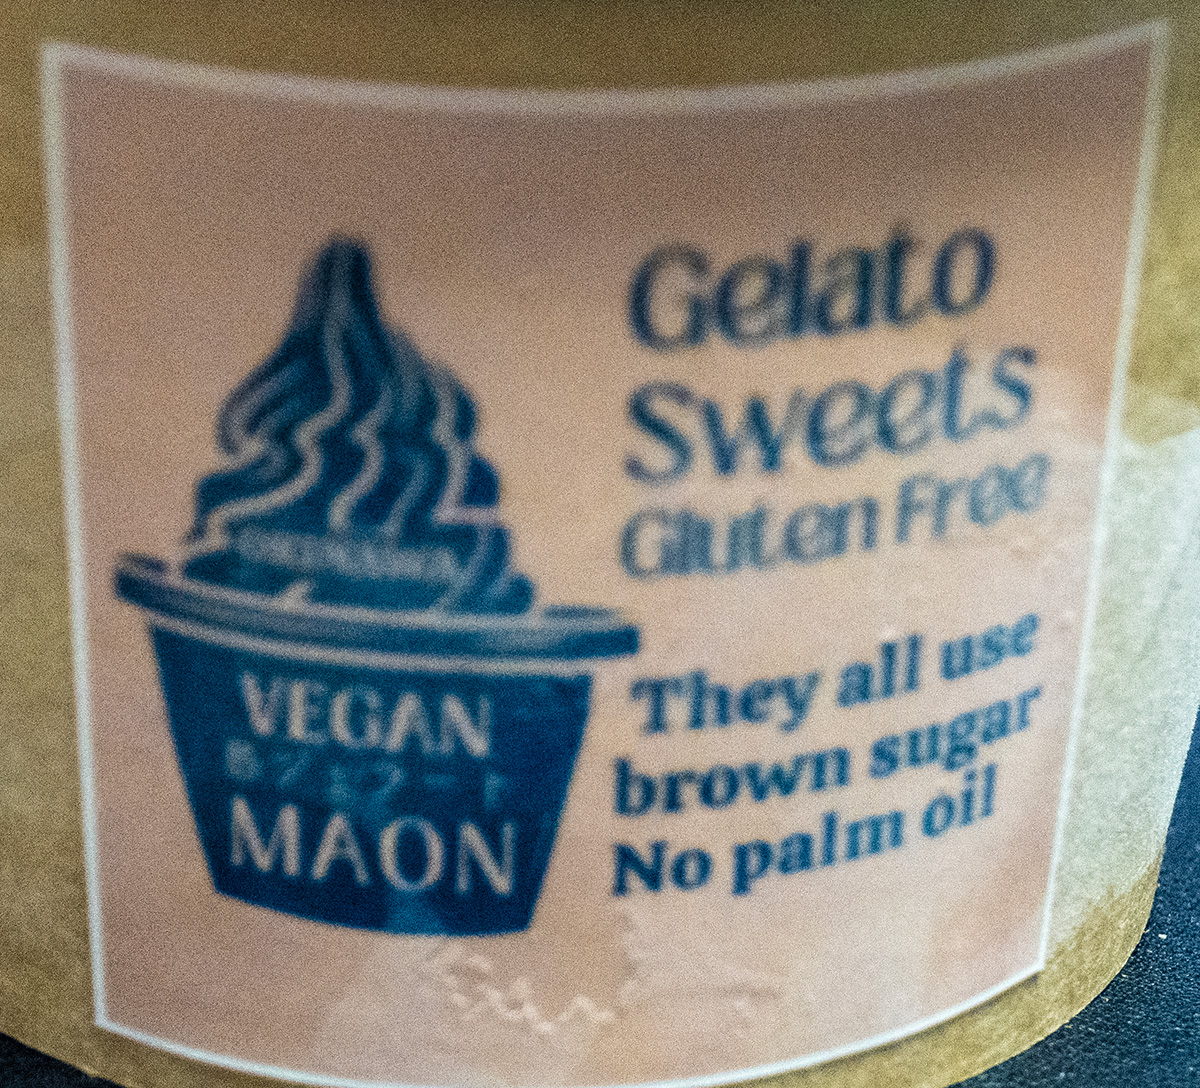 Gelato
Sweets
Gluten Free
They all use
brown sugar
No palm oil
VEGAN
MAON